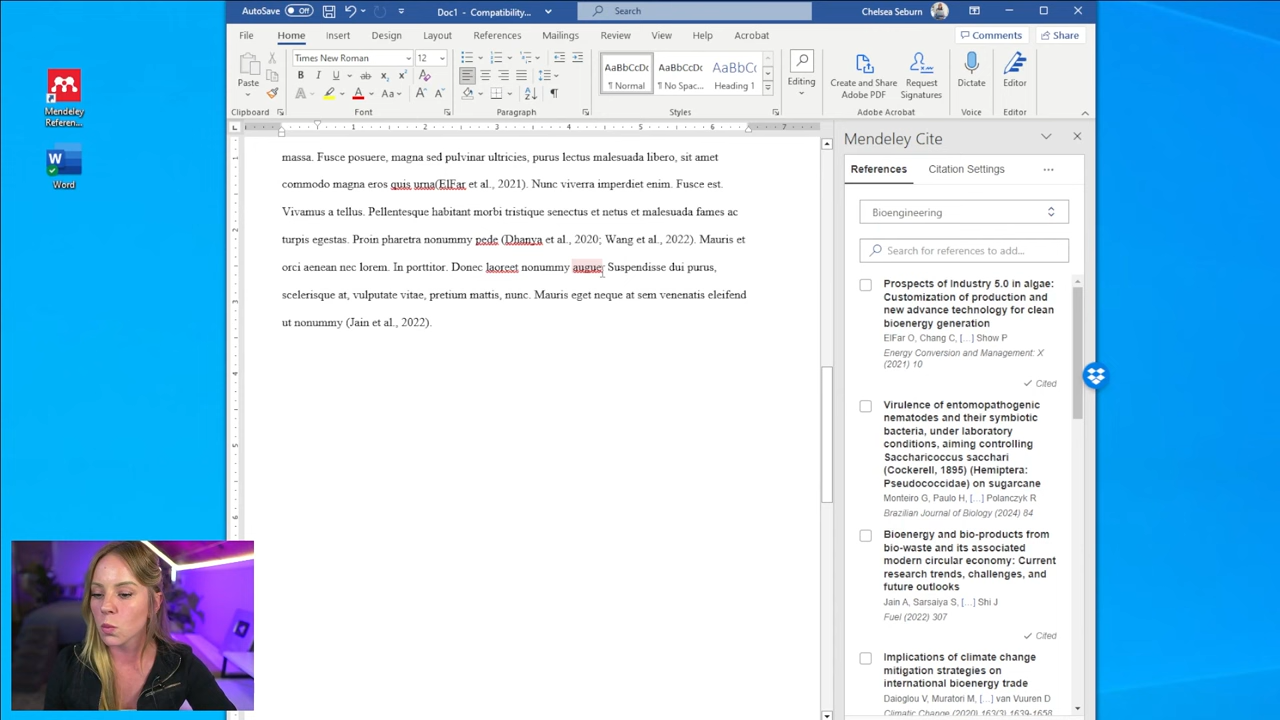 AutoSave Off Doc1 - Compatibility... Search Chelsea Seburn
File Home Insert Design Layout References Mailings Review View Help Acrobat Comments Share
Times New Roman 12
Paste
AaBbCcDc AaBbCcDc AaBbC
Normal No Spac... Heading 1
Editing
Create and Share Adobe PDF
Request Signatures
Dictate
Editor
Clipboard Font Paragraph Styles Adobe Acrobat Voice Editor
Mendeley
Referen...
Word
massa. Fusce posuere, magna sed pulvinar ultricies, purus lectus malesuada libero, sit amet
commodo magna eros quis urna(ElFar et al., 2021). Nunc viverra imperdiet enim. Fusce est.
Vivamus a tellus. Pellentesque habitant morbi tristique senectus et netus et malesuada fames ac
turpis egestas. Proin pharetra nonummy pede (Dhanya et al., 2020; Wang et al., 2022). Mauris et
orci aenean nec lorem. In porttitor. Donec laoreet nonummy augue. Suspendisse dui purus,
scelerisque at, vulputate vitae, pretium mattis, nunc. Mauris eget neque at sem venenatis eleifend
ut nonummy (Jain et al., 2022).
Mendeley Cite
References Citation Settings
Bioengineering
Search for references to add...
Prospects of Industry 5.0 in algae:
Customization of production and
new advance technology for clean
bioenergy generation
ElFar O, Chang C, [...] Show P
Energy Conversion and Management: X
(2021) 10
Cited
Virulence of entomopathogenic
nematodes and their symbiotic
bacteria, under laboratory
conditions, aiming controlling
Saccharicoccus sacchari
(Cockerell, 1895) (Hemiptera:
Pseudococcidae) on sugarcane
Monteiro G, Paulo H, [...] Polanczyk R
Brazilian Journal of Biology (2024) 84
Bioenergy and bio-products from
bio-waste and its associated
modern circular economy: Current
research trends, challenges, and
future outlooks
Jain A, Sarsaiya S, [...] Shi J
Fuel (2022) 307
Cited
Implications of climate change
mitigation strategies on
international bioenergy trade
Daioglou V, Muratori M, [...] van Vuuren D
Climatic Change (2020) 163(3) 1639-1658